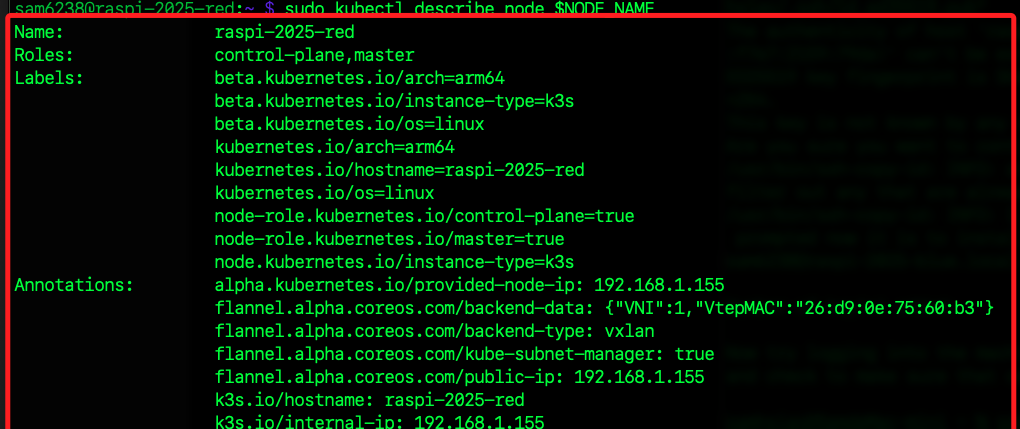 sam6238@raspi-2025-red:~ $ sudo kubectl describe node $NODE_NAME
Name:               raspi-2025-red
Roles:              control-plane,master
Labels:             beta.kubernetes.io/arch=arm64
                    beta.kubernetes.io/instance-type=k3s
                    beta.kubernetes.io/os=linux
                    kubernetes.io/arch=arm64
                    kubernetes.io/hostname=raspi-2025-red
                    kubernetes.io/os=linux
                    node-role.kubernetes.io/control-plane=true
                    node-role.kubernetes.io/master=true
                    node.kubernetes.io/instance-type=k3s
Annotations:        alpha.kubernetes.io/provided-node-ip: 192.168.1.155
                    flannel.alpha.coreos.com/backend-data: {"VNI":1,"VtepMAC":"26:d9:0e:75:60:b3"}
                    flannel.alpha.coreos.com/backend-type: vxlan
                    flannel.alpha.coreos.com/kube-subnet-manager: true
                    flannel.alpha.coreos.com/public-ip: 192.168.1.155
                    k3s.io/hostname: raspi-2025-red
                    k3s.io/internal-ip: 192.168.1.155